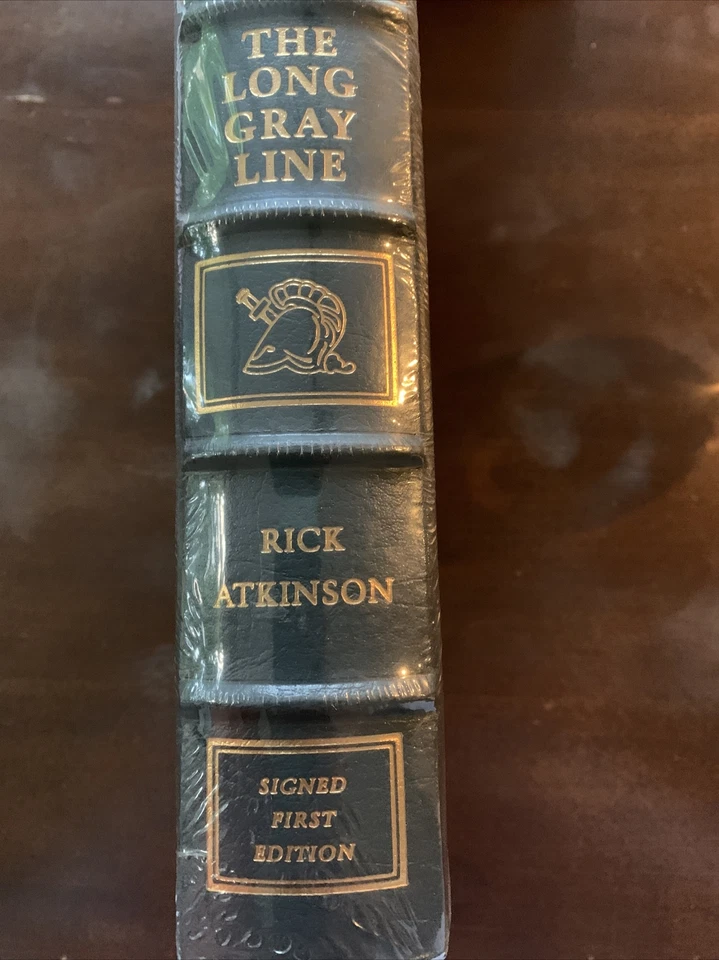 THE
LONG
GRAY
LINE
RICK
ATKINSON
SIGNED
FIRST
EDITION